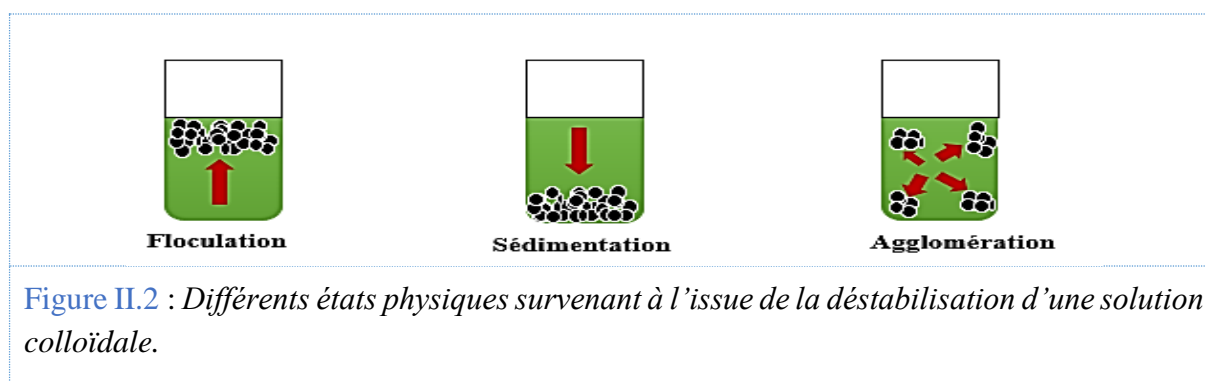 Floculation
Sédimentation
Agglomération
Figure II.2 : Différents états physiques survenant à l’issue de la déstabilisation d’une solution
colloïdale.